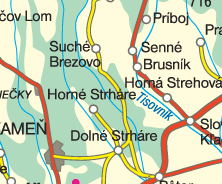 716
čov Lom
Príboj
Suché
Brezovo
Senné
Brusník
Horná Strehová
Horné Strháre
Tisovník
Dolné Strháre